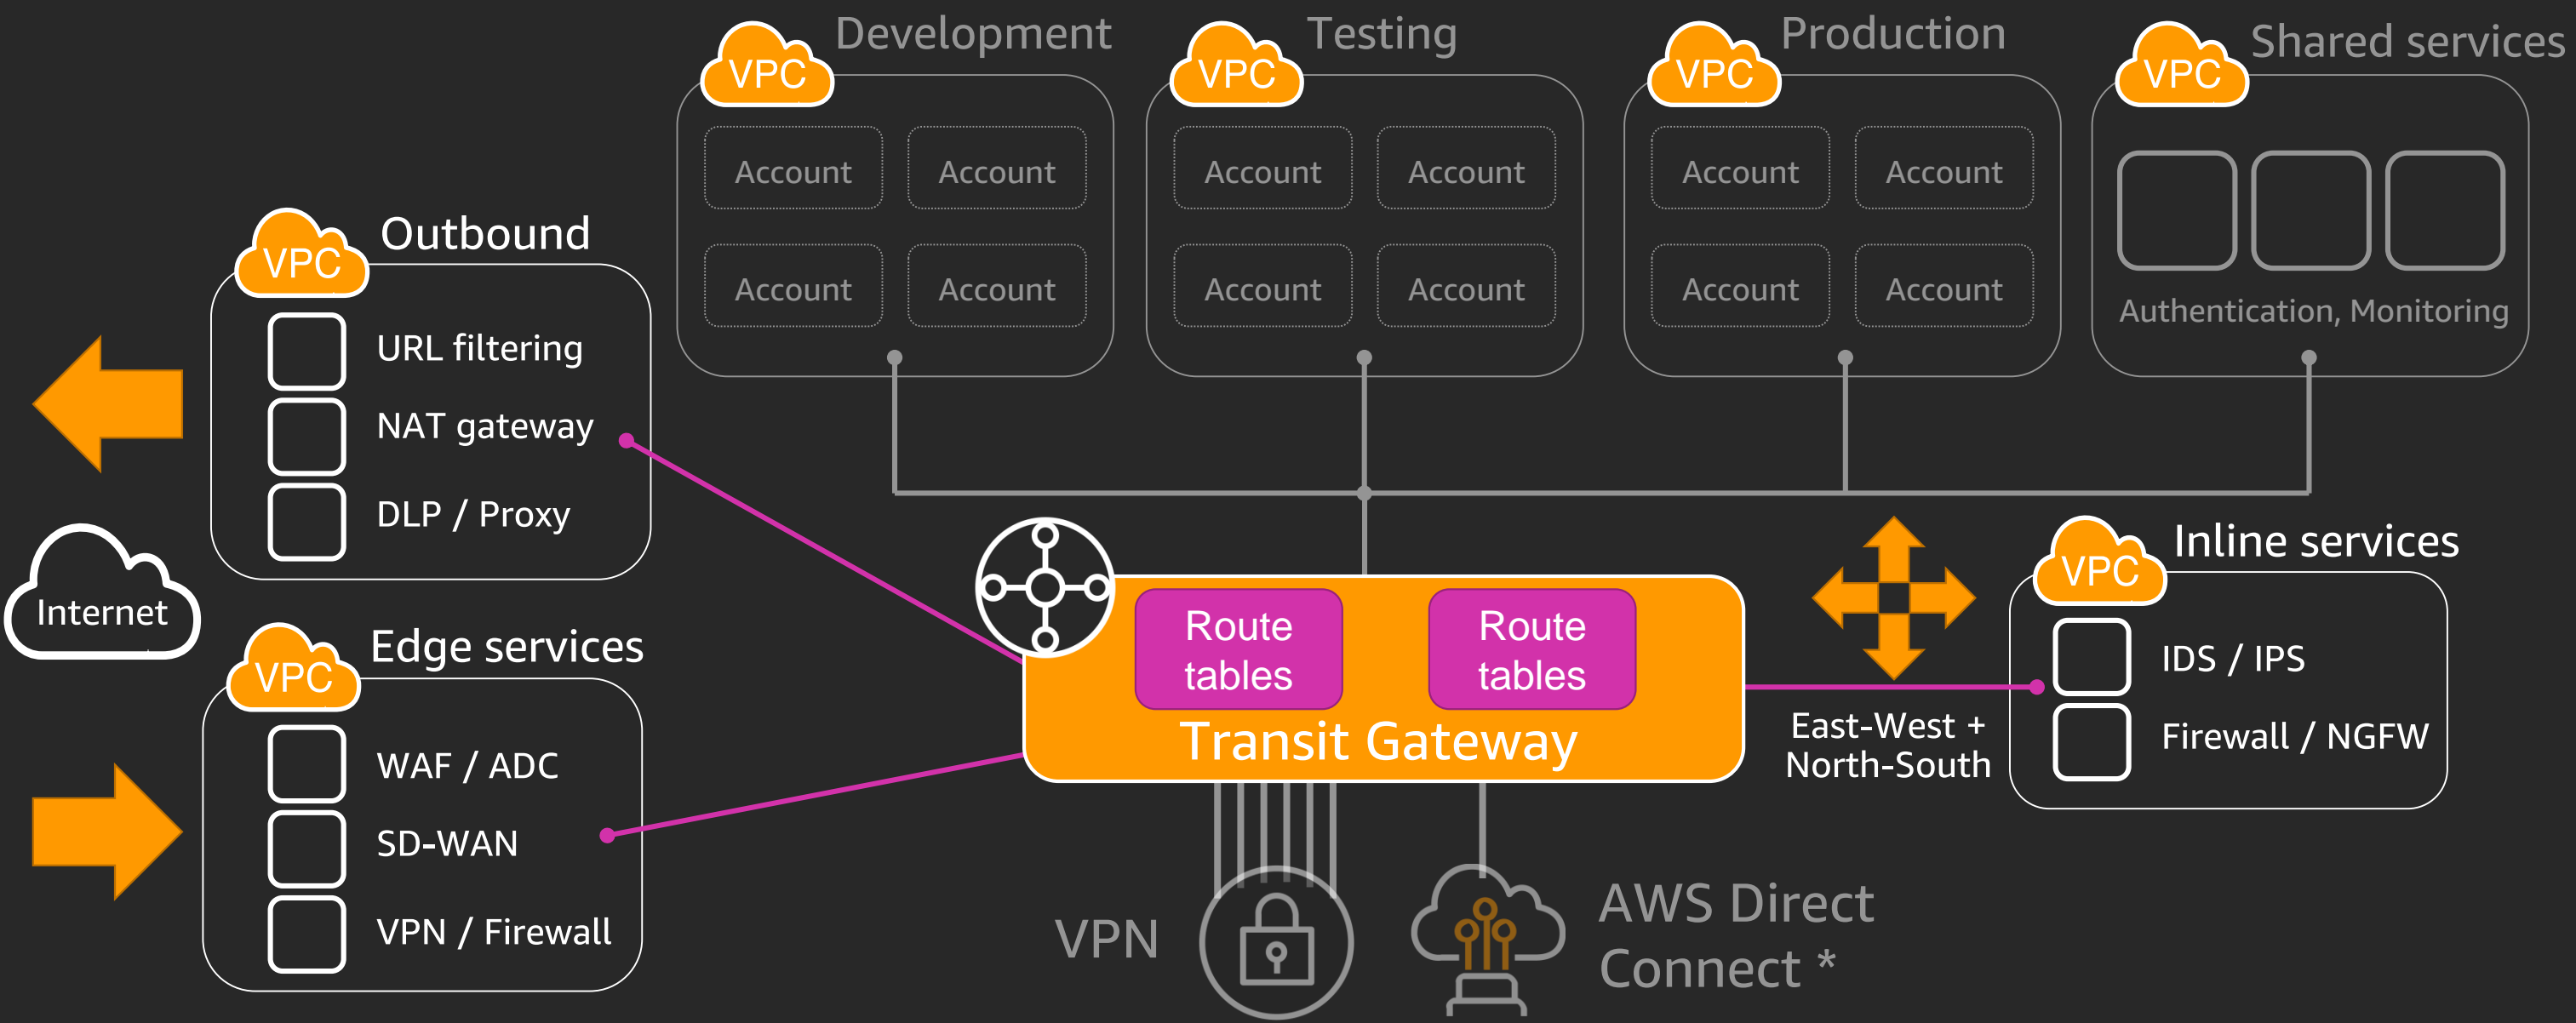 VPC
Development
Account
Account
Account
Account
VPC
Testing
Account
Account
Account
Account
VPC
Production
Account
Account
Account
Account
VPC
Shared services
Authentication, Monitoring
VPC
Outbound
URL filtering
NAT gateway
DLP / Proxy
Internet
VPC
Edge services
WAF / ADC
SD-WAN
VPN / Firewall
Route
tables
Route
tables
Transit Gateway
East-West +
North-South
VPC
Inline services
IDS / IPS
Firewall / NGFW
VPN
AWS Direct
Connect *